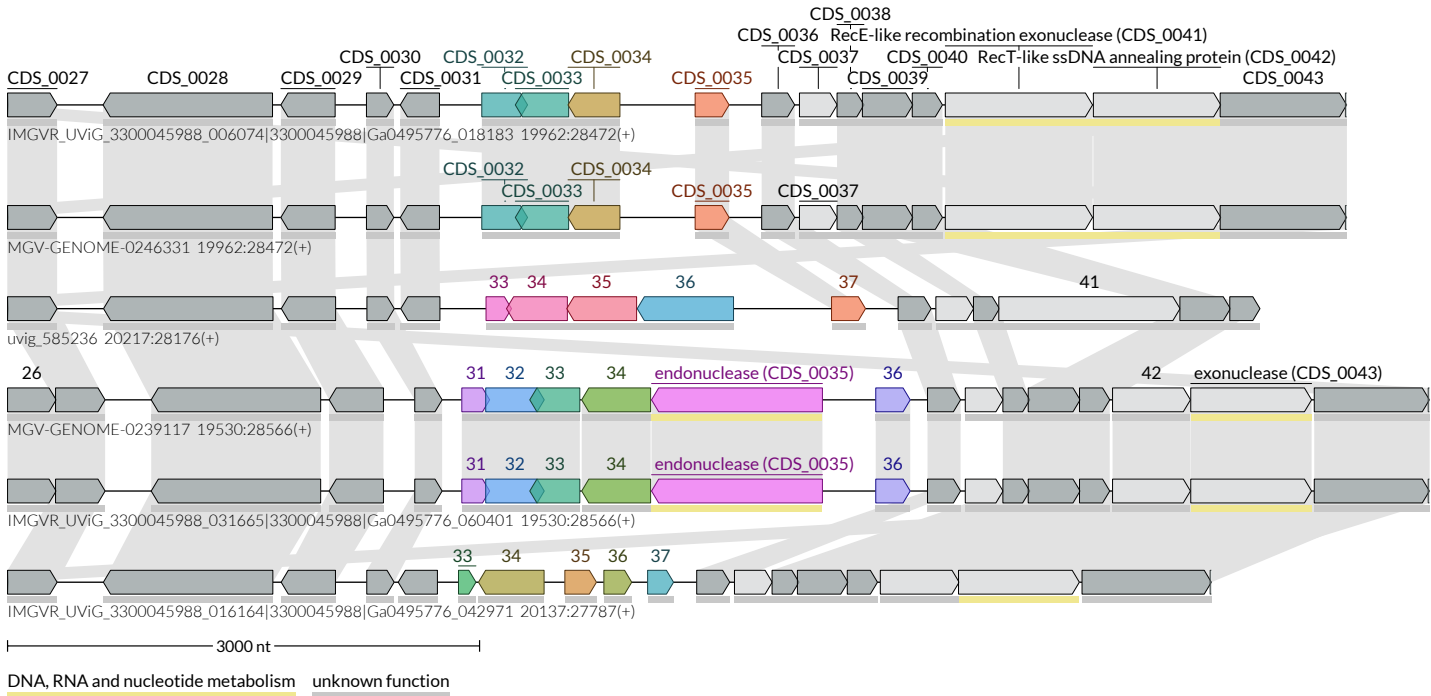 CDS_0038
CDS_0036 RecE-like recombination exonuclease (CDS_0041)
CDS_0030 CDS_0032 CDS_0034 CDS_0037 CDS_0040 RecT-like ssDNA annealing protein (CDS_0042)
CDS_0027 CDS_0028 CDS_0029 CDS_0031 CDS_0033 CDS_0035 CDS_0039 CDS_0043
IMGVR_UViG_3300045988_006074|3300045988|Ga0495776_018183 19962:28472(+)
CDS_0032 CDS_0034
CDS_0033 CDS_0035 CDS_0037
MGV-GENOME-0246331 19962:28472(+)
33 34 35 36 37 41
uvig_585236 20217:28176(+)
26 31 32 33 34 endonuclease (CDS_0035) 36 42 exonuclease (CDS_0043)
MGV-GENOME-0239117 19530:28566(+)
31 32 33 34 endonuclease (CDS_0035) 36
IMGVR_UViG_3300045988_031665|3300045988|Ga0495776_060401 19530:28566(+)
33 34 35 36 37
IMGVR_UViG_3300045988_016164|3300045988|Ga0495776_042971 20137:27787(+)
3000 nt
DNA, RNA and nucleotide metabolism unknown function